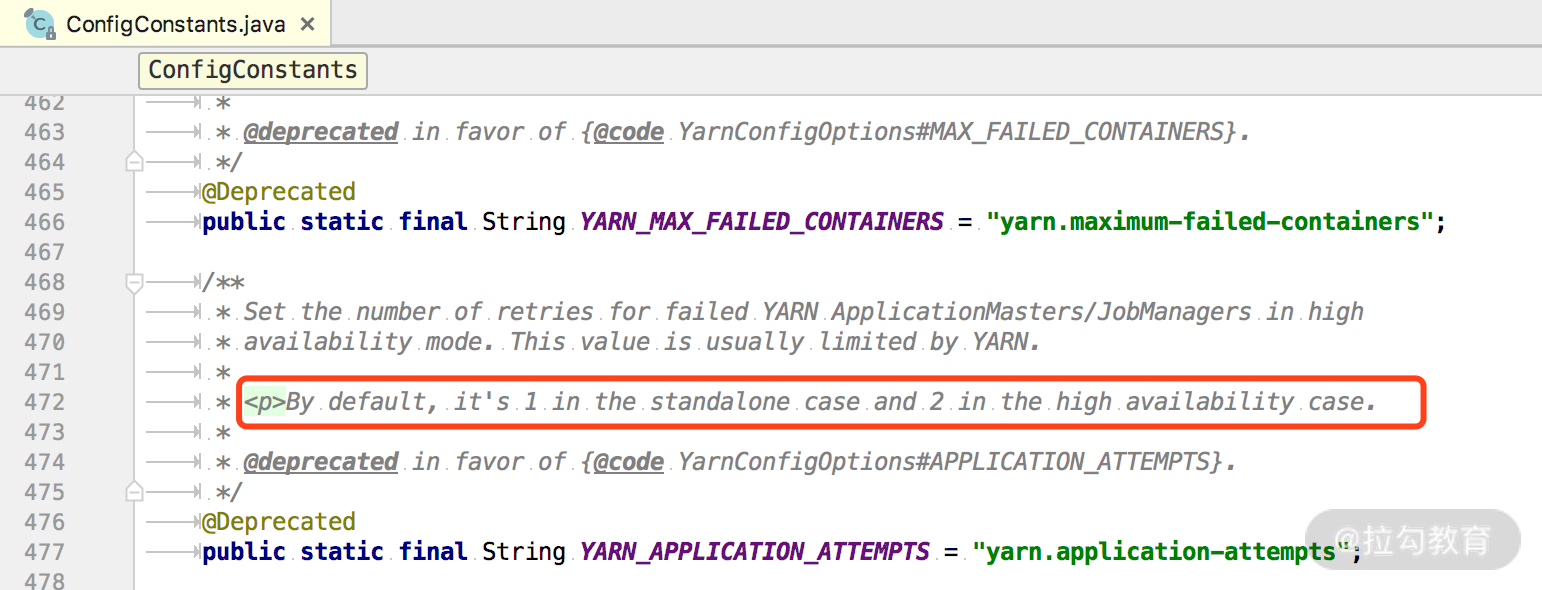 ConfigConstants.java ×
ConfigConstants
462 *
463 * @deprecated in favor of {@code YarnConfigOptions#MAX_FAILED_CONTAINERS}.
464 */
465 @Deprecated
466 public static final String YARN_MAX_FAILED_CONTAINERS = "yarn.maximum-failed-containers";
467
468 /**
469 * Set the number of retries for failed YARN ApplicationMasters/JobManagers in high
470 * availability mode. This value is usually limited by YARN.
471 *
472 * <p>By default, it's 1 in the standalone case and 2 in the high availability case.
473 *
474 * @deprecated in favor of {@code YarnConfigOptions#APPLICATION_ATTEMPTS}.
475 */
476 @Deprecated
477 public static final String YARN_APPLICATION_ATTEMPTS = "yarn.application-attempts";
478
@拉勾教育